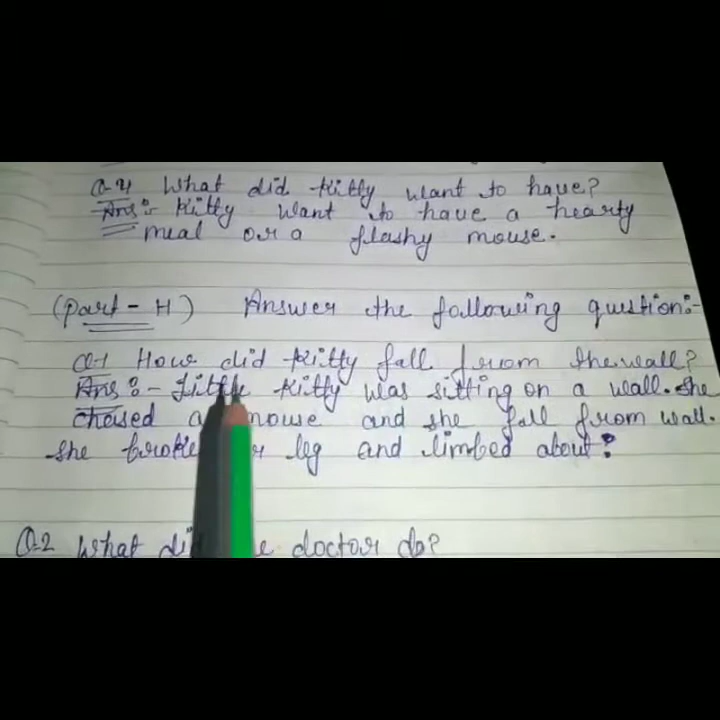 Q-4 What did Kitty want to have?
Ans:- Kitty want to have a hearty
meal or a flashy mouse.
(Part - H) Answer the following question:-
Q-1 How did Kitty fall from the wall?
Ans:- Little Kitty was sitting on a wall. She
chased a mouse and she fall from wall.
She broke leg and limbed about.
Q-2 What did doctor do?